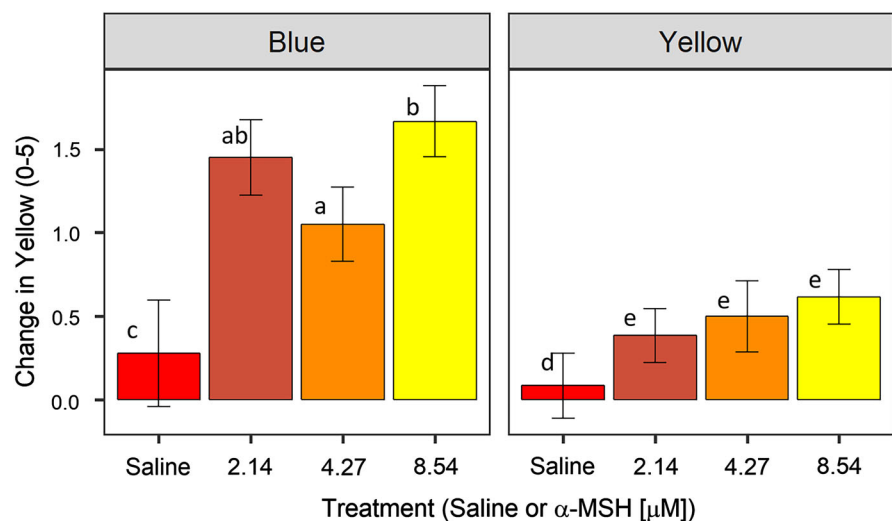 Blue
Yellow
Change in Yellow (0-5)
1.5
1.0
0.5
0.0
c
ab
a
b
d
e
e
e
Saline
2.14
4.27
8.54
Saline
2.14
4.27
8.54
Treatment (Saline or α-MSH [μM])